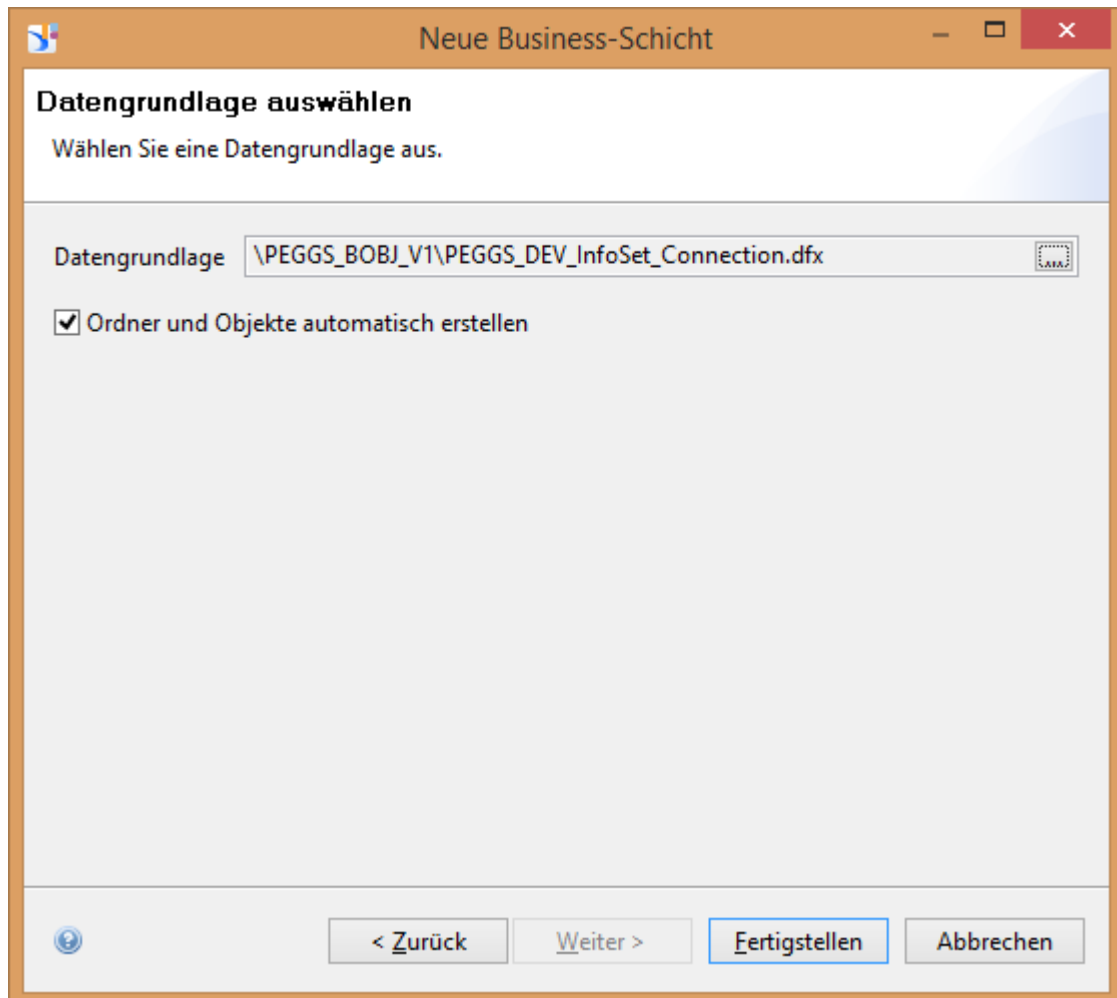 Neue Business-Schicht
Datengrundlage auswählen
Wählen Sie eine Datengrundlage aus.
Datengrundlage \PEGGS_BOBJ_V1\PEGGS_DEV_InfoSet_Connection.dfx ...
Ordner und Objekte automatisch erstellen
< Zurück Weiter > Fertigstellen Abbrechen